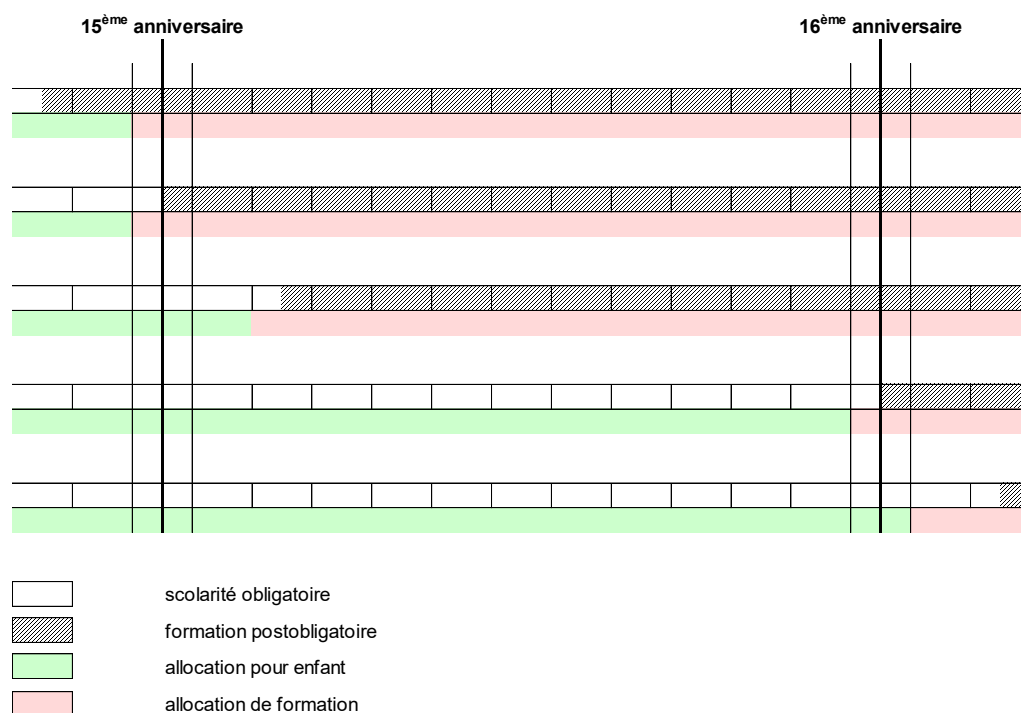 15ème anniversaire
16ème anniversaire
scolarité obligatoire
formation postobligatoire
allocation pour enfant
allocation de formation